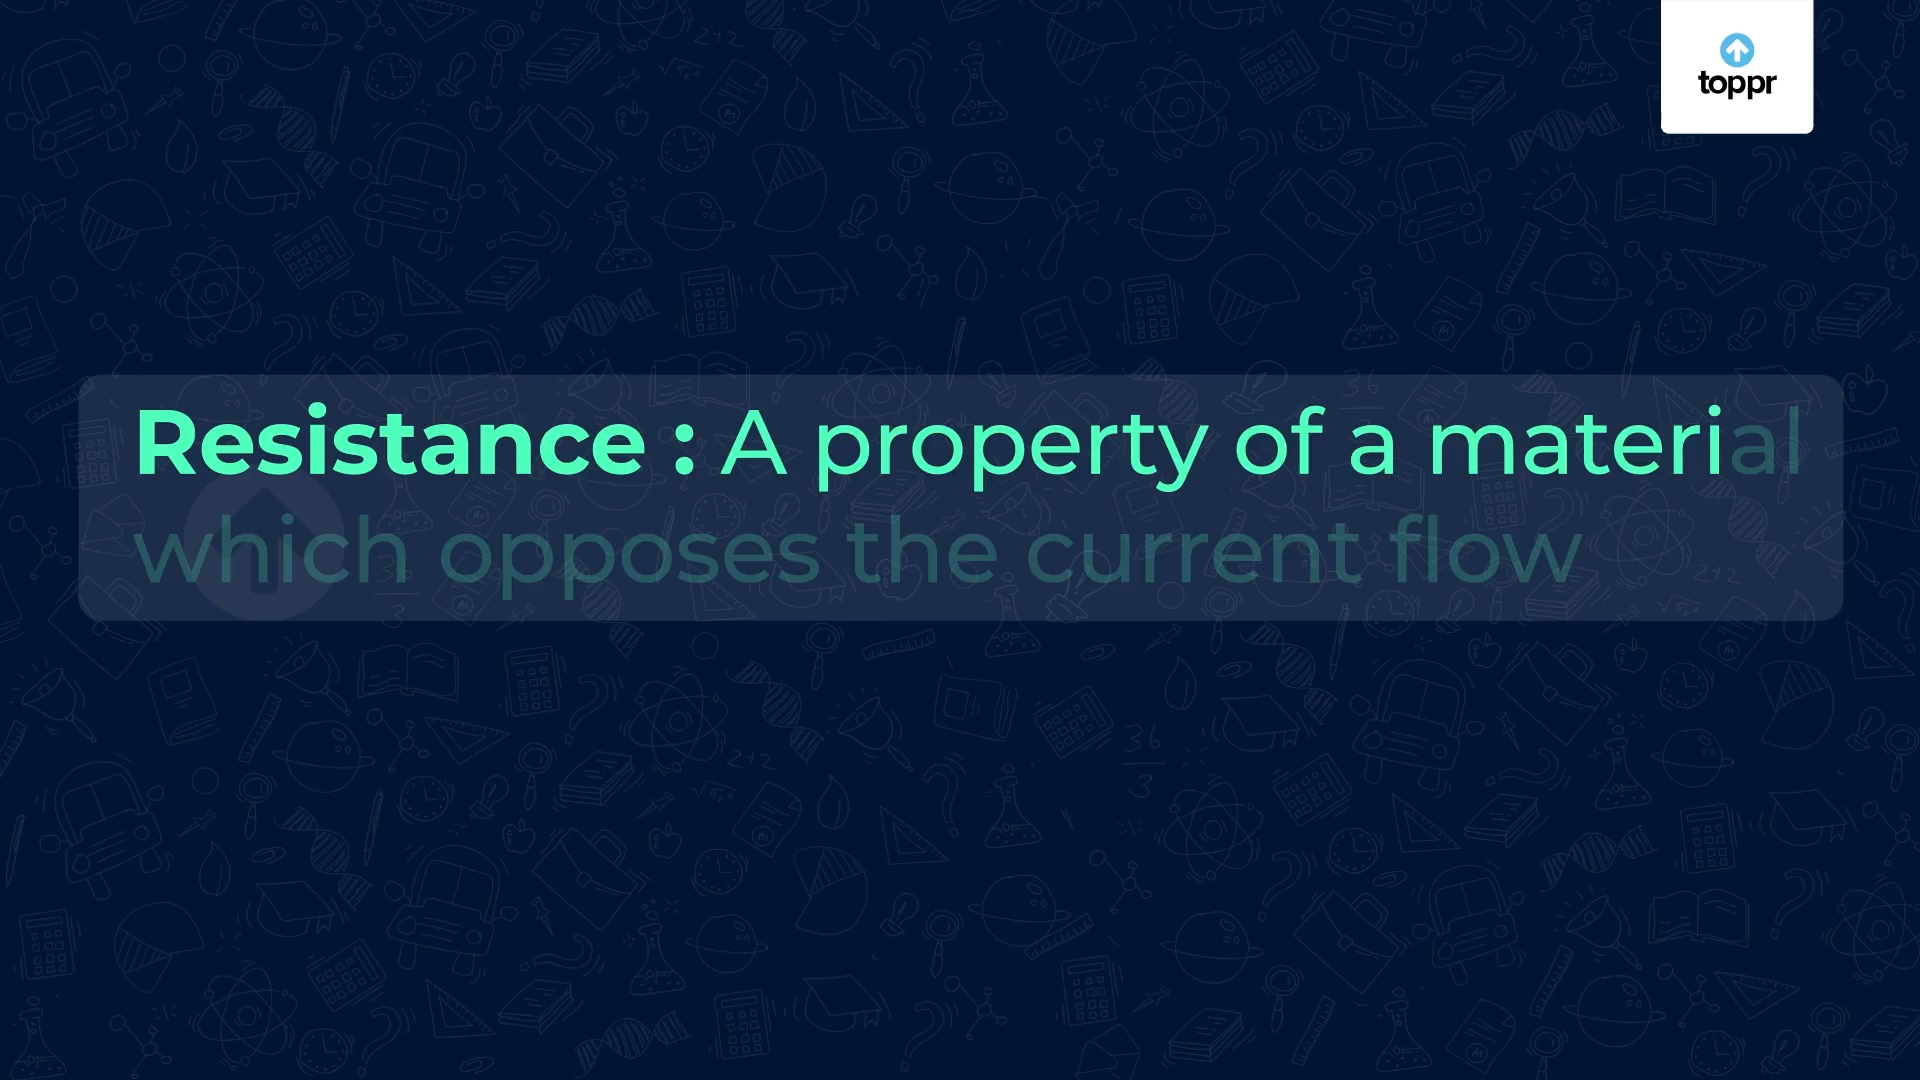 toppr
Resistance : A property of a material
which opposes the current flow